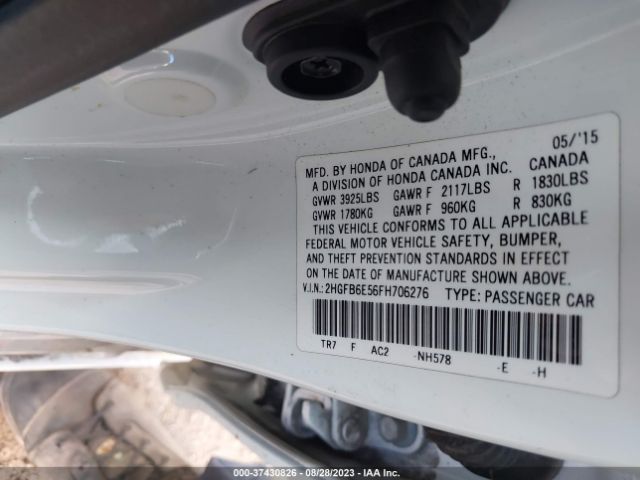 05/'15
MFD. BY HONDA OF CANADA MFG.,
A DIVISION OF HONDA CANADA INC. CANADA
GVWR 3925LBS GAWR F 2117LBS R 1830LBS
GVWR 1780KG GAWR F 960KG R 830KG
THIS VEHICLE CONFORMS TO ALL APPLICABLE
FEDERAL MOTOR VEHICLE SAFETY, BUMPER,
AND THEFT PREVENTION STANDARDS IN EFFECT
ON THE DATE OF MANUFACTURE SHOWN ABOVE.
V.I.N.: 2HGFB6E56FH706276 TYPE: PASSENGER CAR
TR7 F AC2 -NH578 -E -H
000-37430826 / 08/28/2023 - IAA Inc.